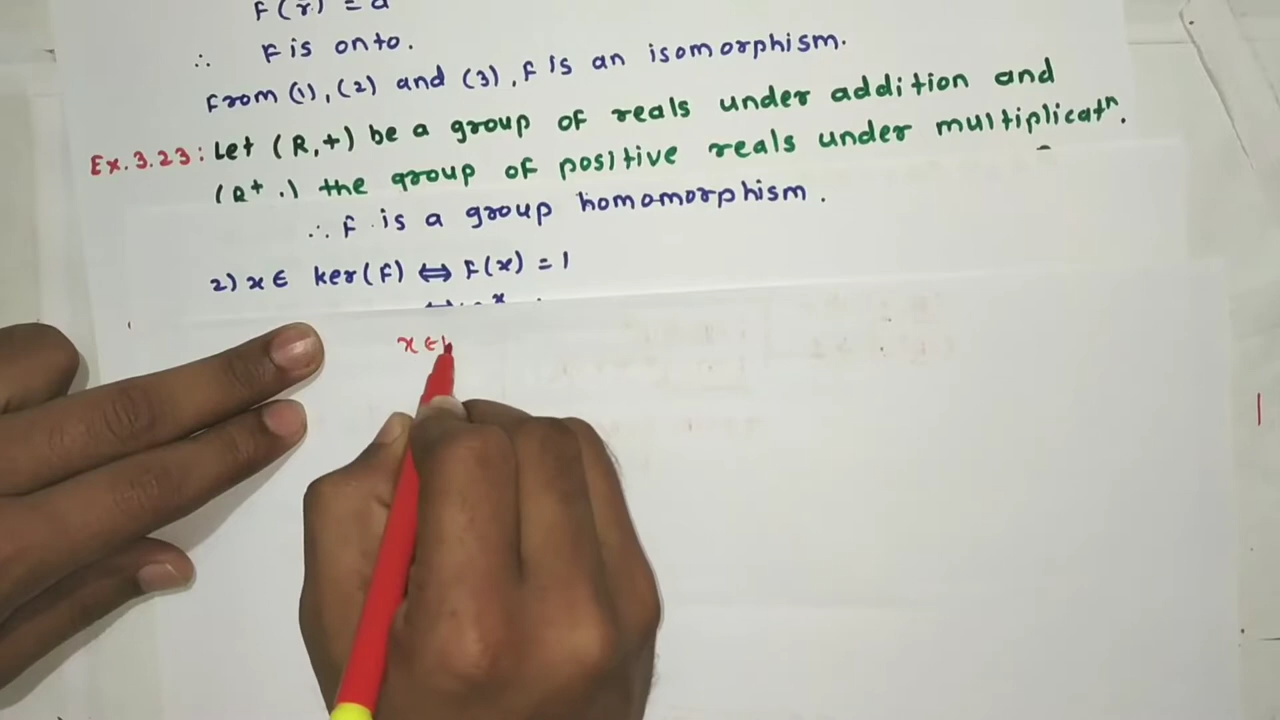 F(r) = a
∴ F is onto.
From (1), (2) and (3), F is an isomorphism.
Ex.3.23: Let (R,+) be a group of reals under addition and
(R+ .) the group of positive reals under multiplicatn.
∴ F is a group homomorphism.
2) x ∈ ker(F) ⇔ F(x) = 1
x ∈